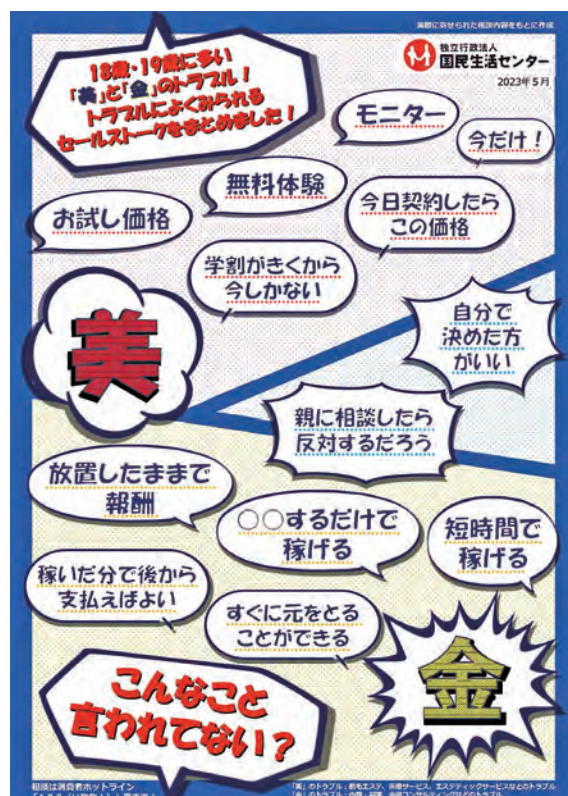 実際に寄せられた相談内容をもとに作成
独立行政法人
国民生活センター
2023年5月
18歳・19歳に多い
「美」と「金」のトラブル！
トラブルによくみられる
セールストークをまとめました！
モニター
今だけ！
無料体験
今日契約したら
この価格
お試し価格
学割がきくから
今しかない
美
自分で
決めた方
がいい
親に相談したら
反対するだろう
放置したままで
報酬
○○するだけで
稼げる
短時間で
稼げる
稼いだ分で後から
支払えばよい
すぐに元をとる
ことができる
金
こんなこと
言われてない？
相談は消費者ホットライン
「美」のトラブル：脱毛エステ、医療サービス、エステティックサービスなどのトラブル